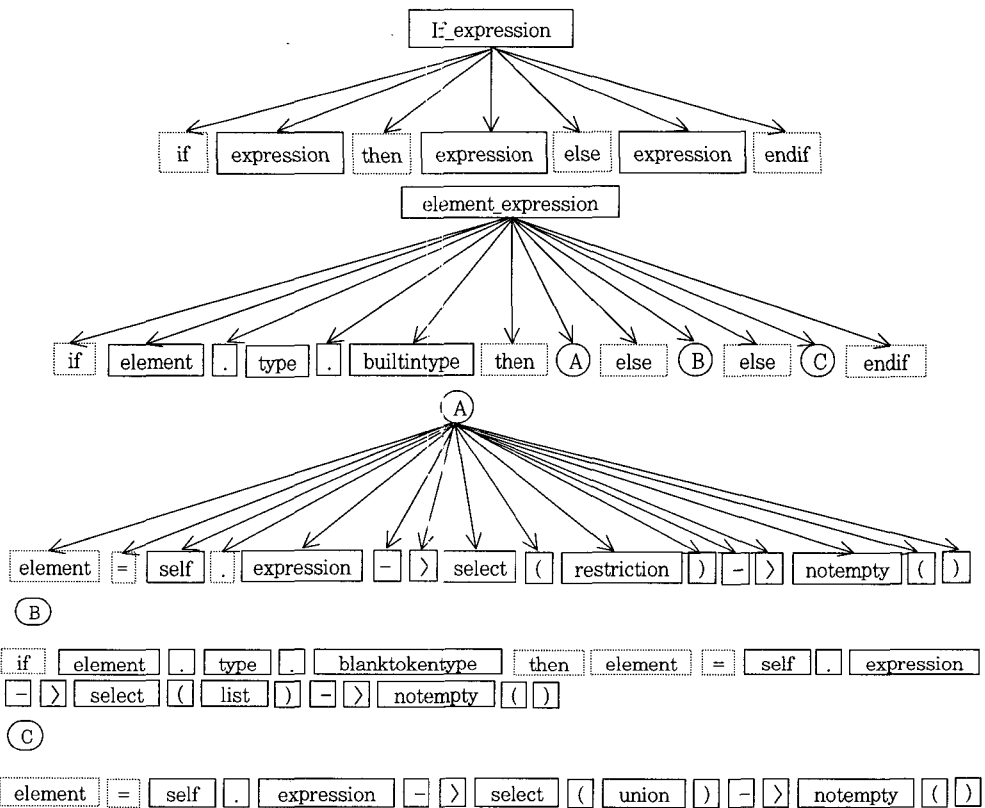 If_expression
if expression then expression else expression endif
element_expression
if element . type . builtintype then A else B else C endif
A
element = self . expression - > select ( restriction ) - > notempty ( )
B
if element . type . blanktokentype then element = self . expression
- > select ( list ) - > notempty ( )
C
element = self . expression - > select ( union ) - > notempty ( )